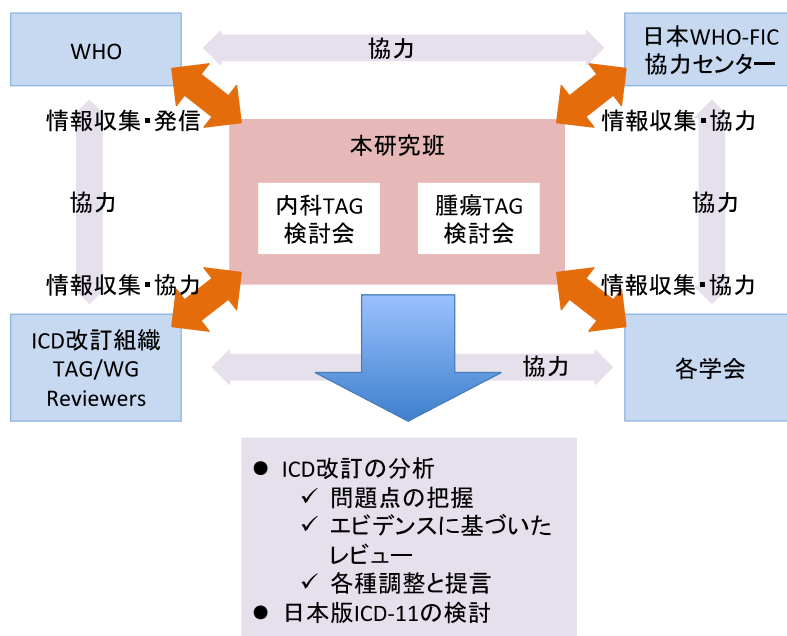 WHO
協力
日本WHO-FIC
協力センター
情報収集・発信
情報収集・協力
本研究班
内科TAG
検討会
腫瘍TAG
検討会
協力
協力
情報収集・協力
情報収集・協力
ICD改訂組織
TAG/WG
Reviewers
協力
各学会
● ICD改訂の分析
✓ 問題点の把握
✓ エビデンスに基づいた
レビュー
✓ 各種調整と提言
● 日本版ICD-11の検討